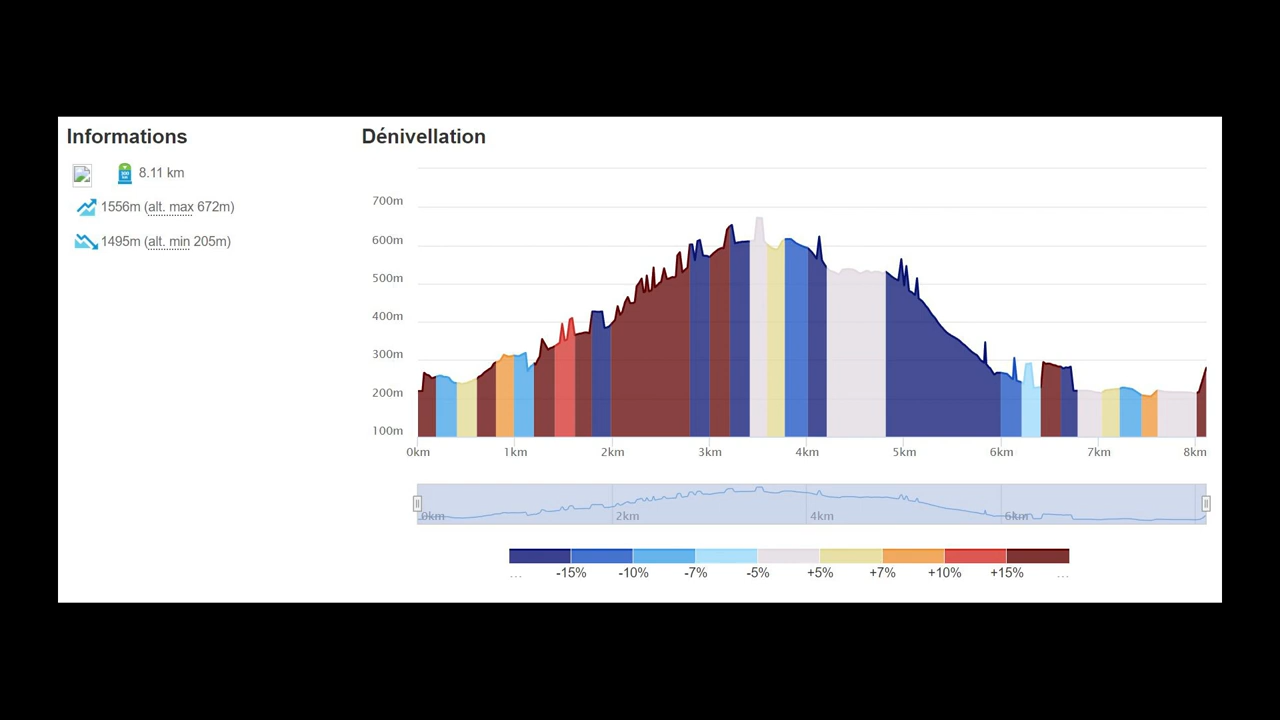 Informations
8.11 km
1556m (alt. max 672m)
1495m (alt. min 205m)
Dénivellation
700m
600m
500m
400m
300m
200m
100m
0km 1km 2km 3km 4km 5km 6km 7km 8km
0km 2km 4km 6km
... -15% -10% -7% -5% +5% +7% +10% +15% ...